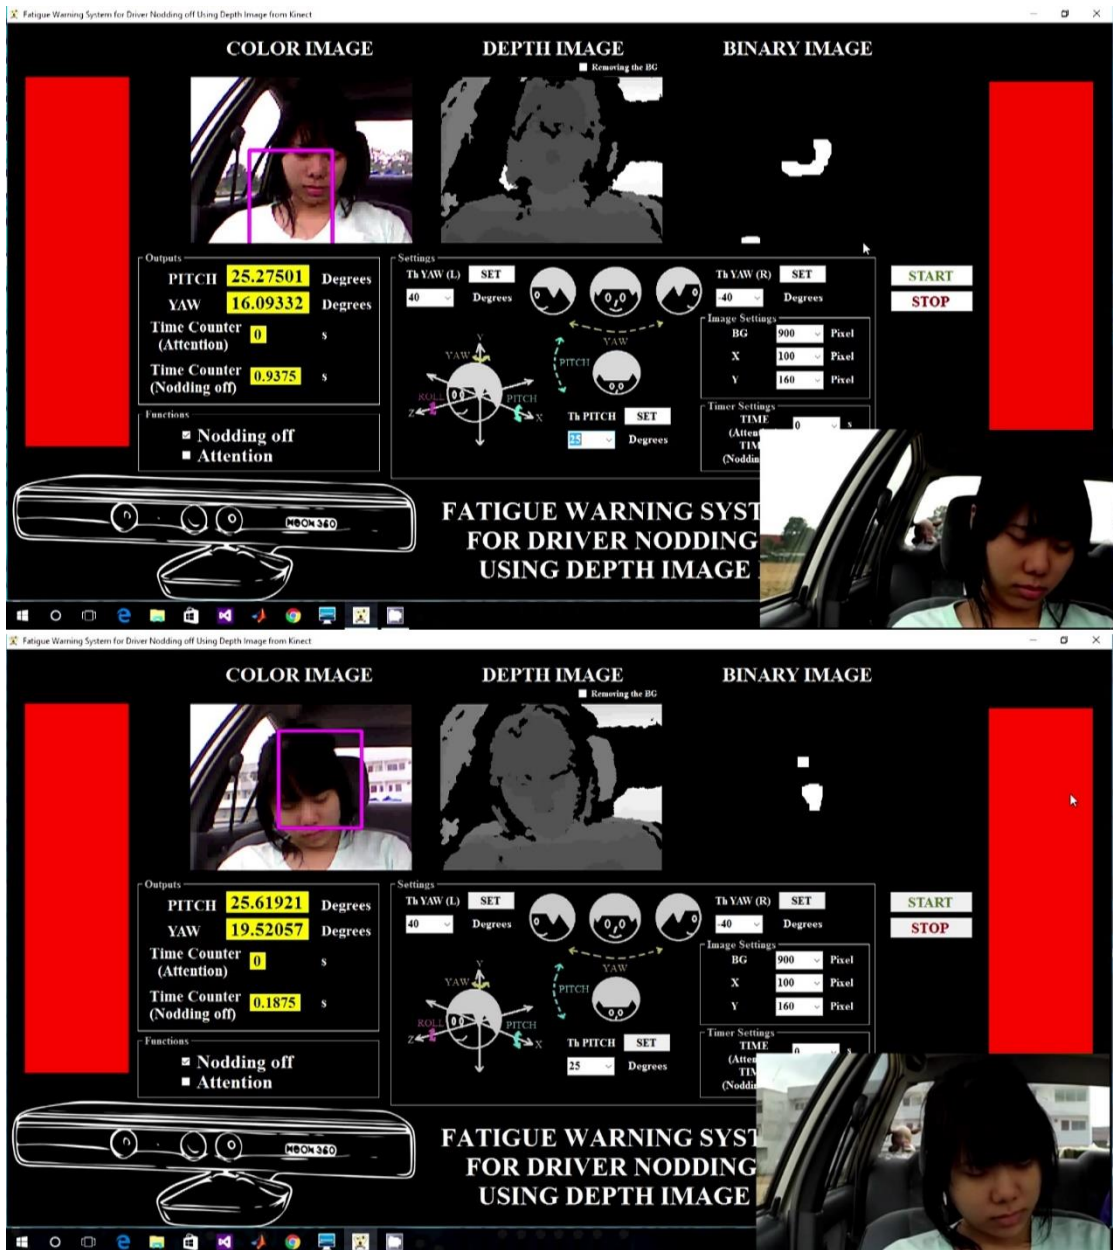 Fatigue Warning System for Driver Nodding off Using Depth Image from Kinect
COLOR IMAGE DEPTH IMAGE BINARY IMAGE
Removing the BG
Outputs
PITCH 25.27501 Degrees
YAW 16.09332 Degrees
Time Counter
(Attention) 0 s
Time Counter
(Nodding off) 0.9375 s
Functions
Nodding off
Attention
Settings
Th YAW (L) SET
40 Degrees
Th YAW (R) SET
-40 Degrees
YAW
PITCH
Y
YAW
ROLL
PITCH
Z
X
Th PITCH SET
25 Degrees
Image Settings
BG 900 Pixel
X 100 Pixel
Y 160 Pixel
Timer Settings
TIME
(Atten
0 s
TIM
(Noddin
START
STOP
XBOX 360
FATIGUE WARNING SYST
FOR DRIVER NODDING
USING DEPTH IMAGE
Fatigue Warning System for Driver Nodding off Using Depth Image from Kinect
COLOR IMAGE DEPTH IMAGE BINARY IMAGE
Removing the BG
Outputs
PITCH 25.61921 Degrees
YAW 19.52057 Degrees
Time Counter
(Attention) 0 s
Time Counter
(Nodding off) 0.1875 s
Functions
Nodding off
Attention
Settings
Th YAW (L) SET
40 Degrees
Th YAW (R) SET
-40 Degrees
YAW
PITCH
Y
YAW
ROLL
PITCH
Z
X
Th PITCH SET
25 Degrees
Image Settings
BG 900 Pixel
X 100 Pixel
Y 160 Pixel
Timer Settings
TIME
(Atten
0 s
TIM
(Noddin
START
STOP
XBOX 360
FATIGUE WARNING SYST
FOR DRIVER NODDING
USING DEPTH IMAGE